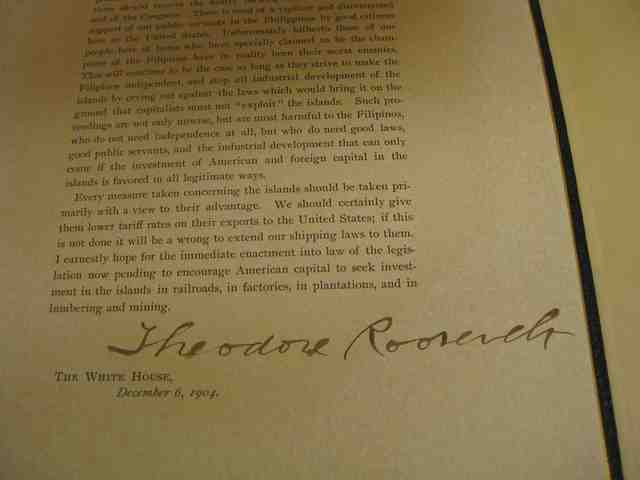 them should receive the hearty
and of the Congress. There is need of a vigilant and disinterested
support of our public servants in the Philippines by good citizens
here in the United States. Unfortunately hitherto those of our
people here at home who have specially claimed to be the cham-
pions of the Filipinos have in reality been their worst enemies.
This will continue to be the case as long as they strive to make the
Filipinos independent, and stop all industrial development of the
islands by crying out against the laws which would bring it on the
ground that capitalists must not "exploit" the islands. Such pro-
ceedings are not only unwise, but are most harmful to the Filipinos,
who do not need independence at all, but who do need good laws,
good public servants, and the industrial development that can only
come if the investment of American and foreign capital in the
islands is favored in all legitimate ways.
Every measure taken concerning the islands should be taken pri-
marily with a view to their advantage. We should certainly give
them lower tariff rates on their exports to the United States; if this
is not done it will be a wrong to extend our shipping laws to them.
I earnestly hope for the immediate enactment into law of the legis-
lation now pending to encourage American capital to seek invest-
ment in the islands in railroads, in factories, in plantations, and in
lumbering and mining.
Theodore Roosevelt
THE WHITE HOUSE,
December 6, 1904.